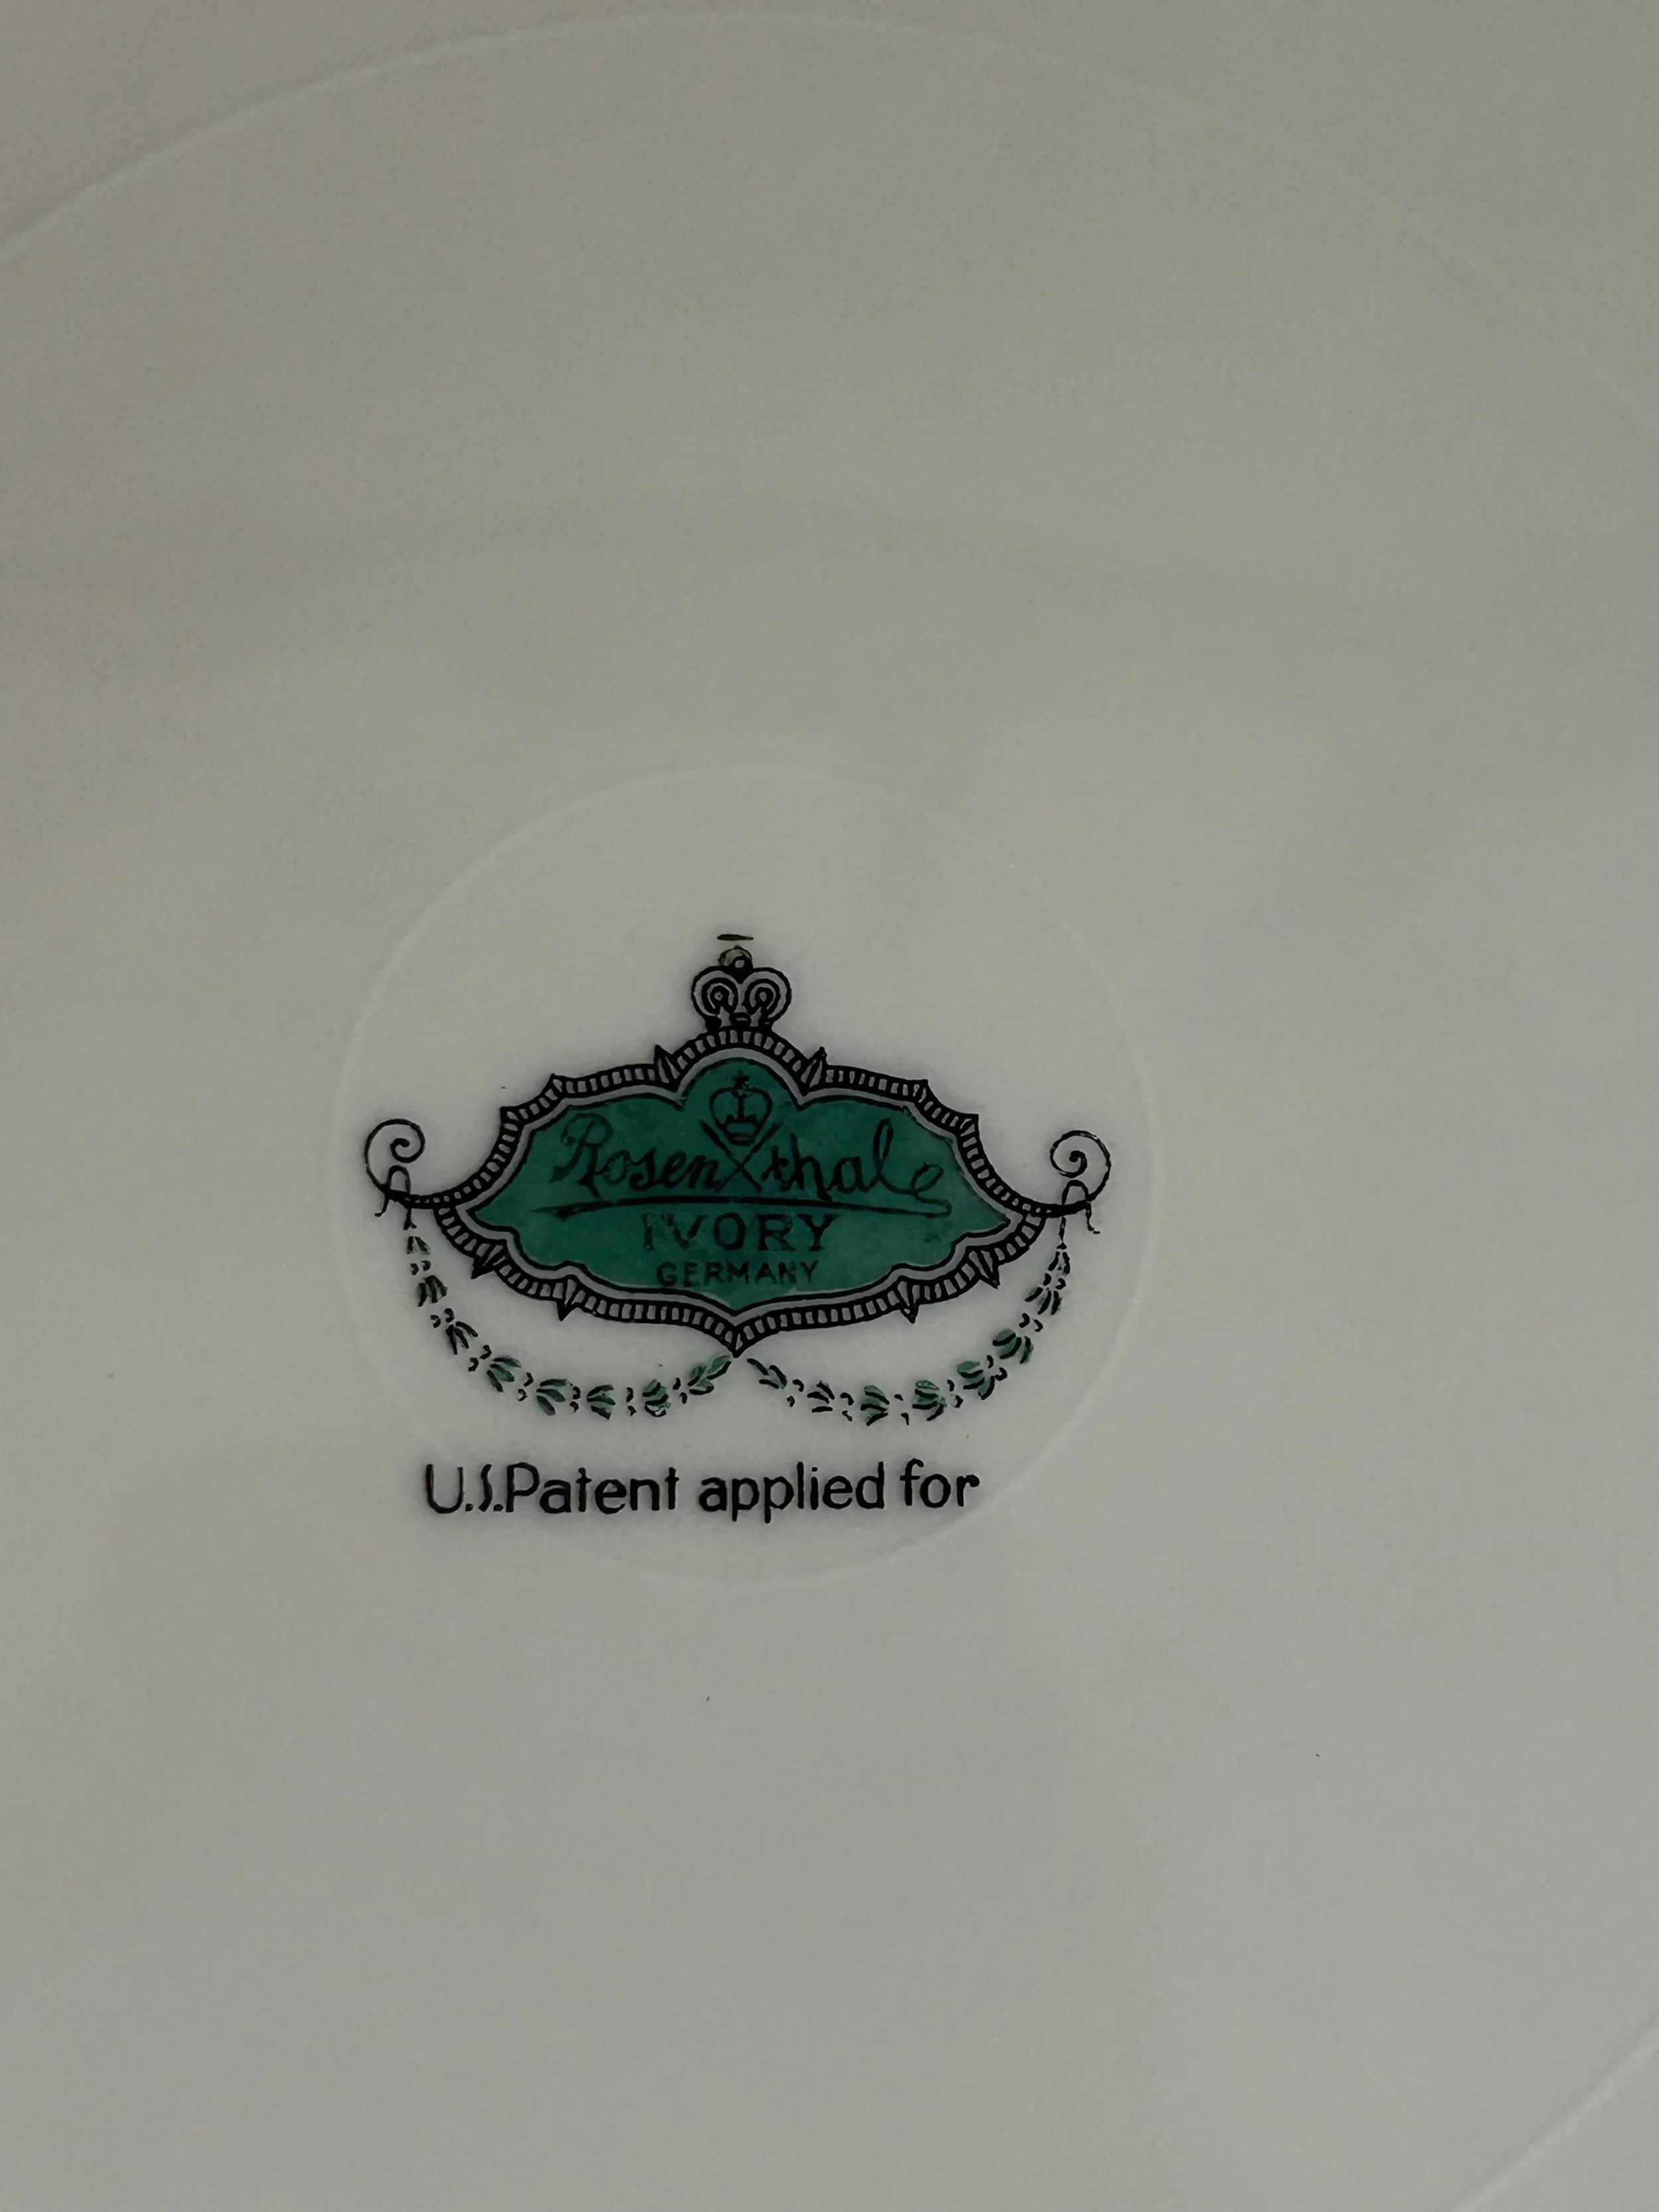 Rosenthal
IVORY
GERMANY
U.S.Patent applied for